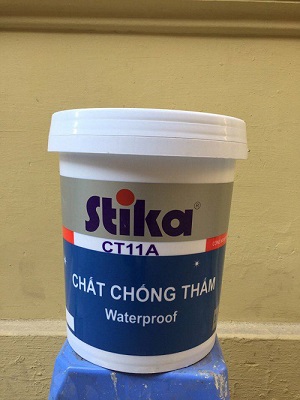 Stika®
CT11A
CHẤT CHỐNG THẤM
Waterproof